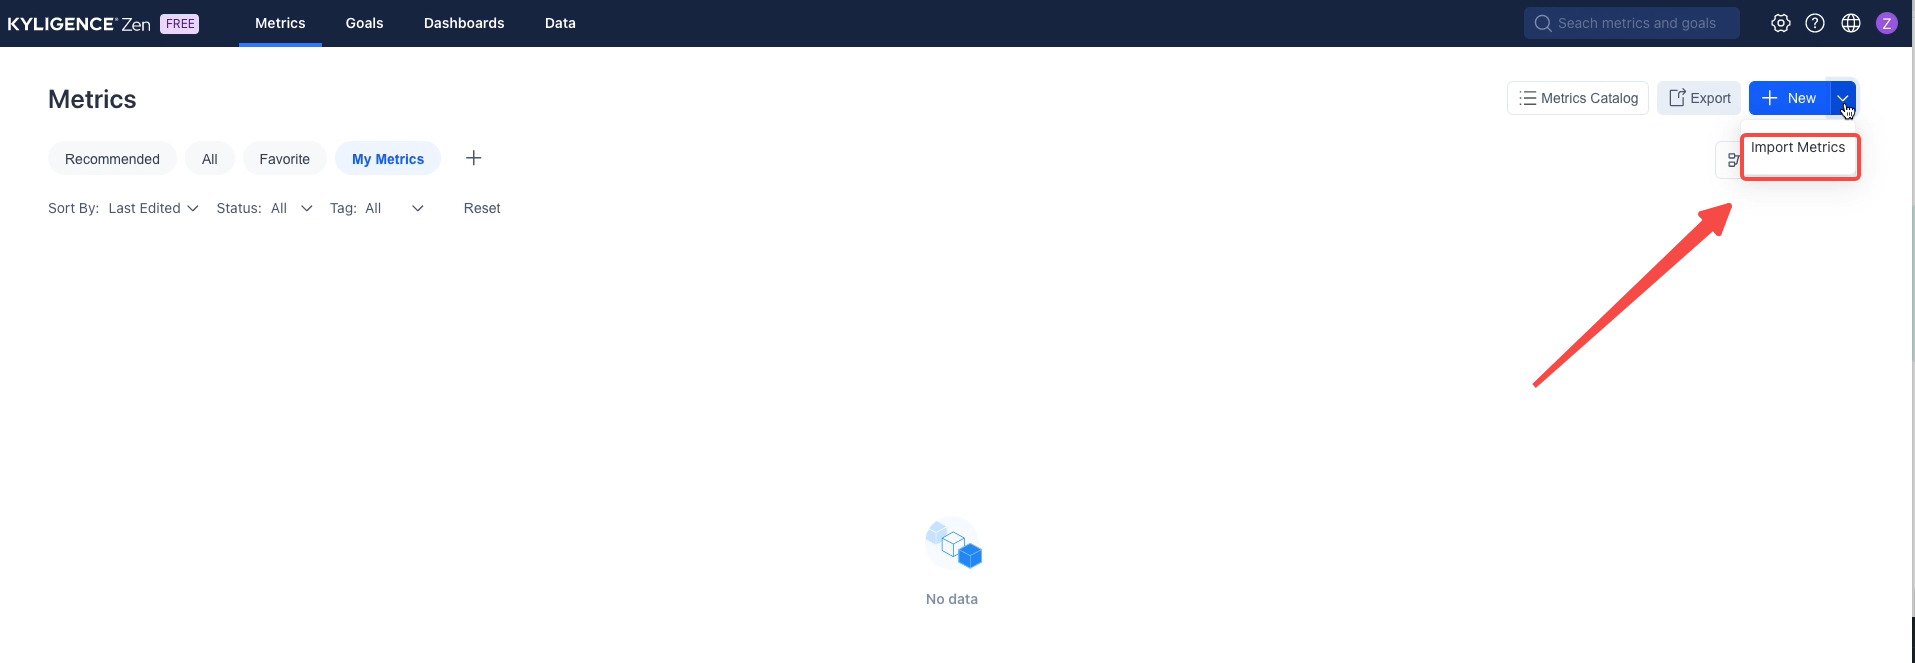 KYLIGENCE Zen FREE Metrics Goals Dashboards Data Seach metrics and goals Z
Metrics Metrics Catalog Export New
Import Metrics
Recommended All Favorite My Metrics
Sort By: Last Edited Status: All Tag: All Reset
No data